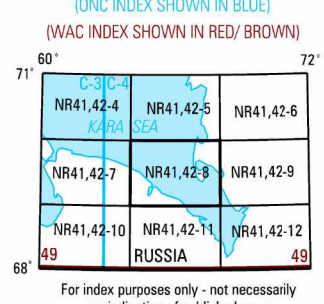 (ONC INDEX SHOWN IN BLUE)
(WAC INDEX SHOWN IN RED/ BROWN)
60° 72°
71°
C-3 C-4
NR41,42-4 NR41,42-5 NR41,42-6
KARA SEA
NR41,42-7 NR41,42-8 NR41,42-9
NR41,42-10 NR41,42-11 NR41,42-12
49 RUSSIA 49
68°
For index purposes only - not necessarily